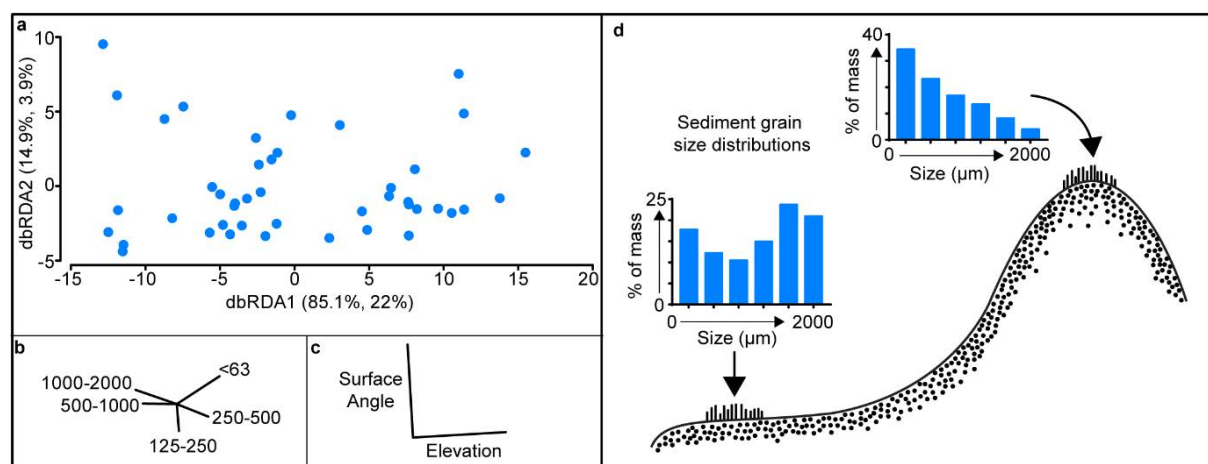 a
dbRDA2 (14.9%, 3.9%)
10
5
0
-5
-15
-10
-5
0
5
10
15
20
dbRDA1 (85.1%, 22%)
b
<63
1000-2000
500-1000
250-500
125-250
c
Surface
Angle
Elevation
d
40
% of mass
0
0
2000
Size (µm)
Sediment grain
size distributions
25
% of mass
0
0
2000
Size (µm)